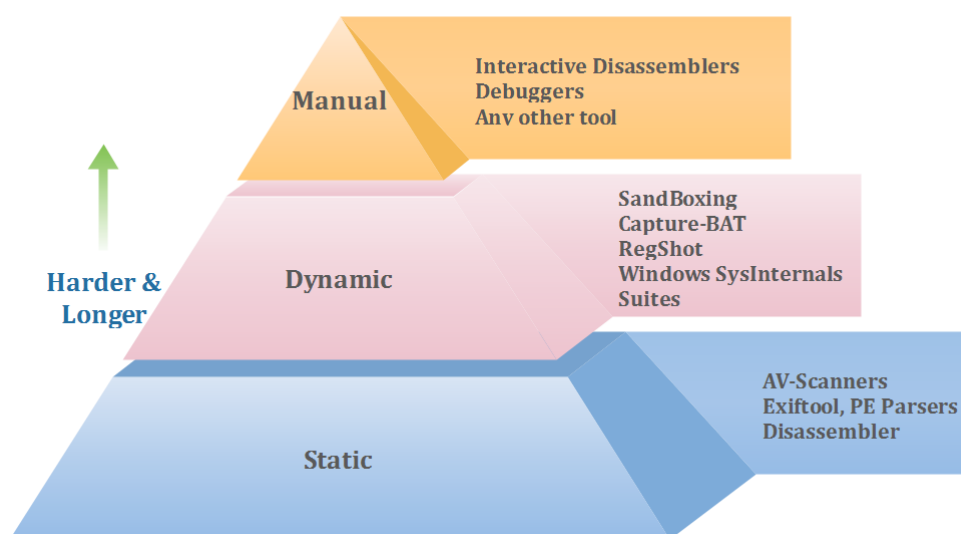 Manual
Interactive Disassemblers
Debuggers
Any other tool
Harder &
Longer
Dynamic
SandBoxing
Capture-BAT
RegShot
Windows SysInternals
Suites
Static
AV-Scanners
Exiftool, PE Parsers
Disassembler